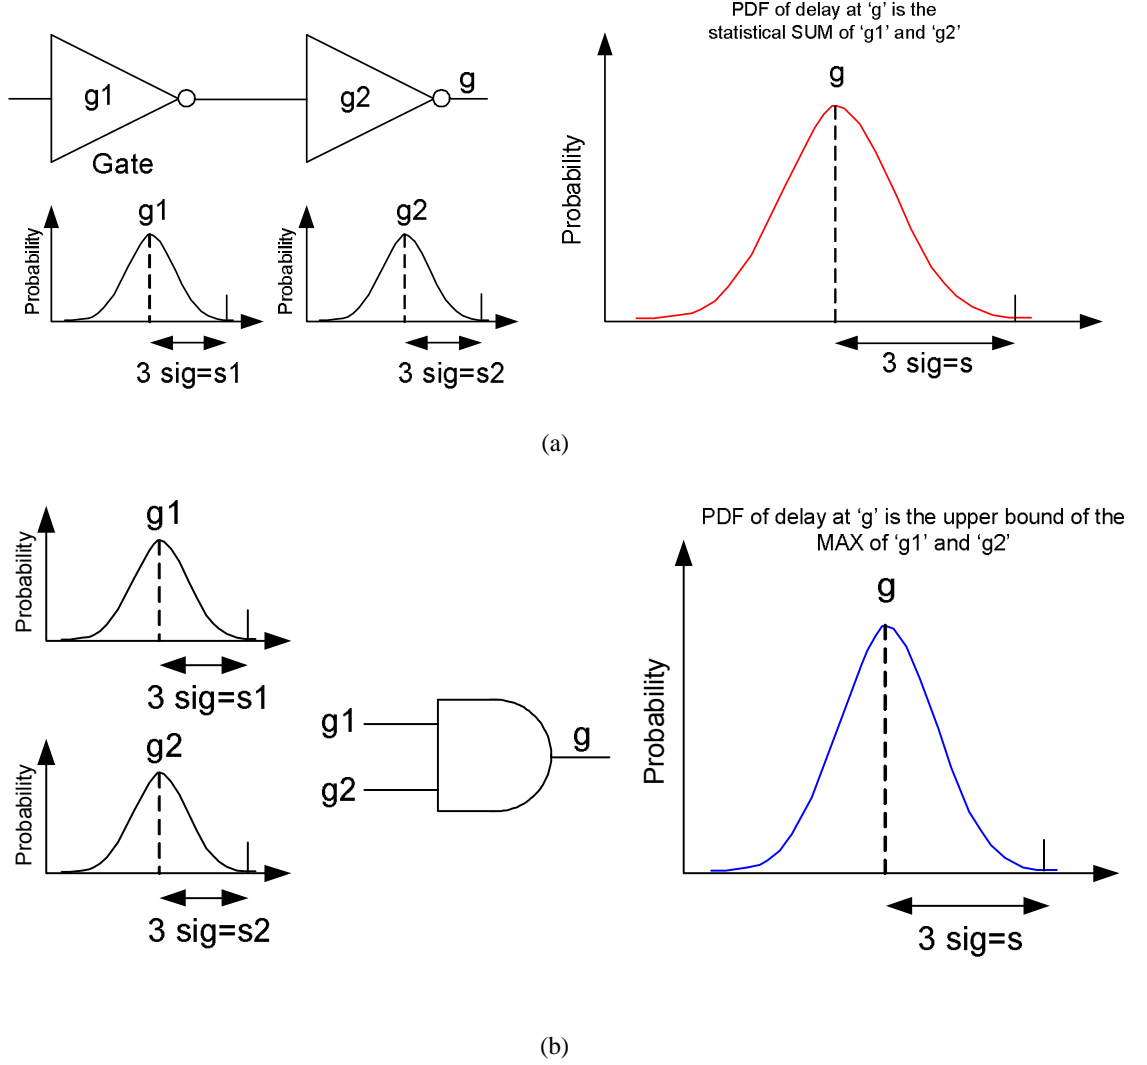 PDF of delay at ‘g’ is the
statistical SUM of ‘g1’ and ‘g2’
g1
g2
g
Gate
g
Probability
3 sig=s
g1
Probability
3 sig=s1
g2
Probability
3 sig=s2
(a)
g1
Probability
3 sig=s1
g2
Probability
3 sig=s2
g1
g2
g
PDF of delay at ‘g’ is the upper bound of the
MAX of ‘g1’ and ‘g2’
g
Probability
3 sig=s
(b)